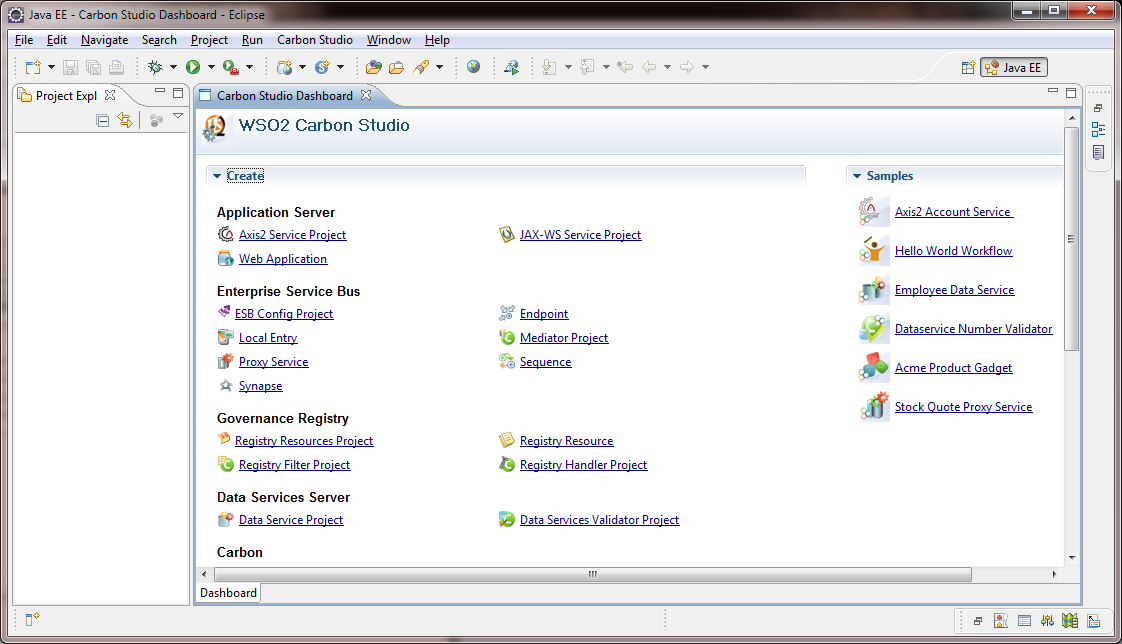 Java EE - Carbon Studio Dashboard - Eclipse
File Edit Navigate Search Project Run Carbon Studio Window Help
Java EE
Project Expl
Carbon Studio Dashboard
WSO2 Carbon Studio
Create
Application Server
Axis2 Service Project
JAX-WS Service Project
Web Application
Enterprise Service Bus
ESB Config Project
Endpoint
Local Entry
Mediator Project
Proxy Service
Sequence
Synapse
Governance Registry
Registry Resources Project
Registry Resource
Registry Filter Project
Registry Handler Project
Data Services Server
Data Service Project
Data Services Validator Project
Carbon
Samples
Axis2 Account Service
Hello World Workflow
Employee Data Service
Dataservice Number Validator
Acme Product Gadget
Stock Quote Proxy Service
Dashboard